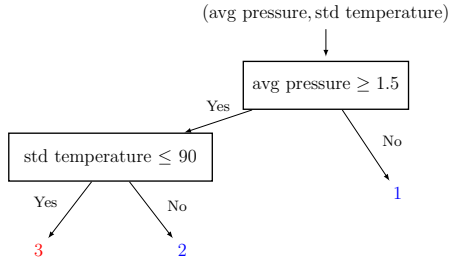 (avg pressure, std temperature)
avg pressure ≥ 1.5
Yes
No
std temperature ≤ 90
1
Yes
No
3
2